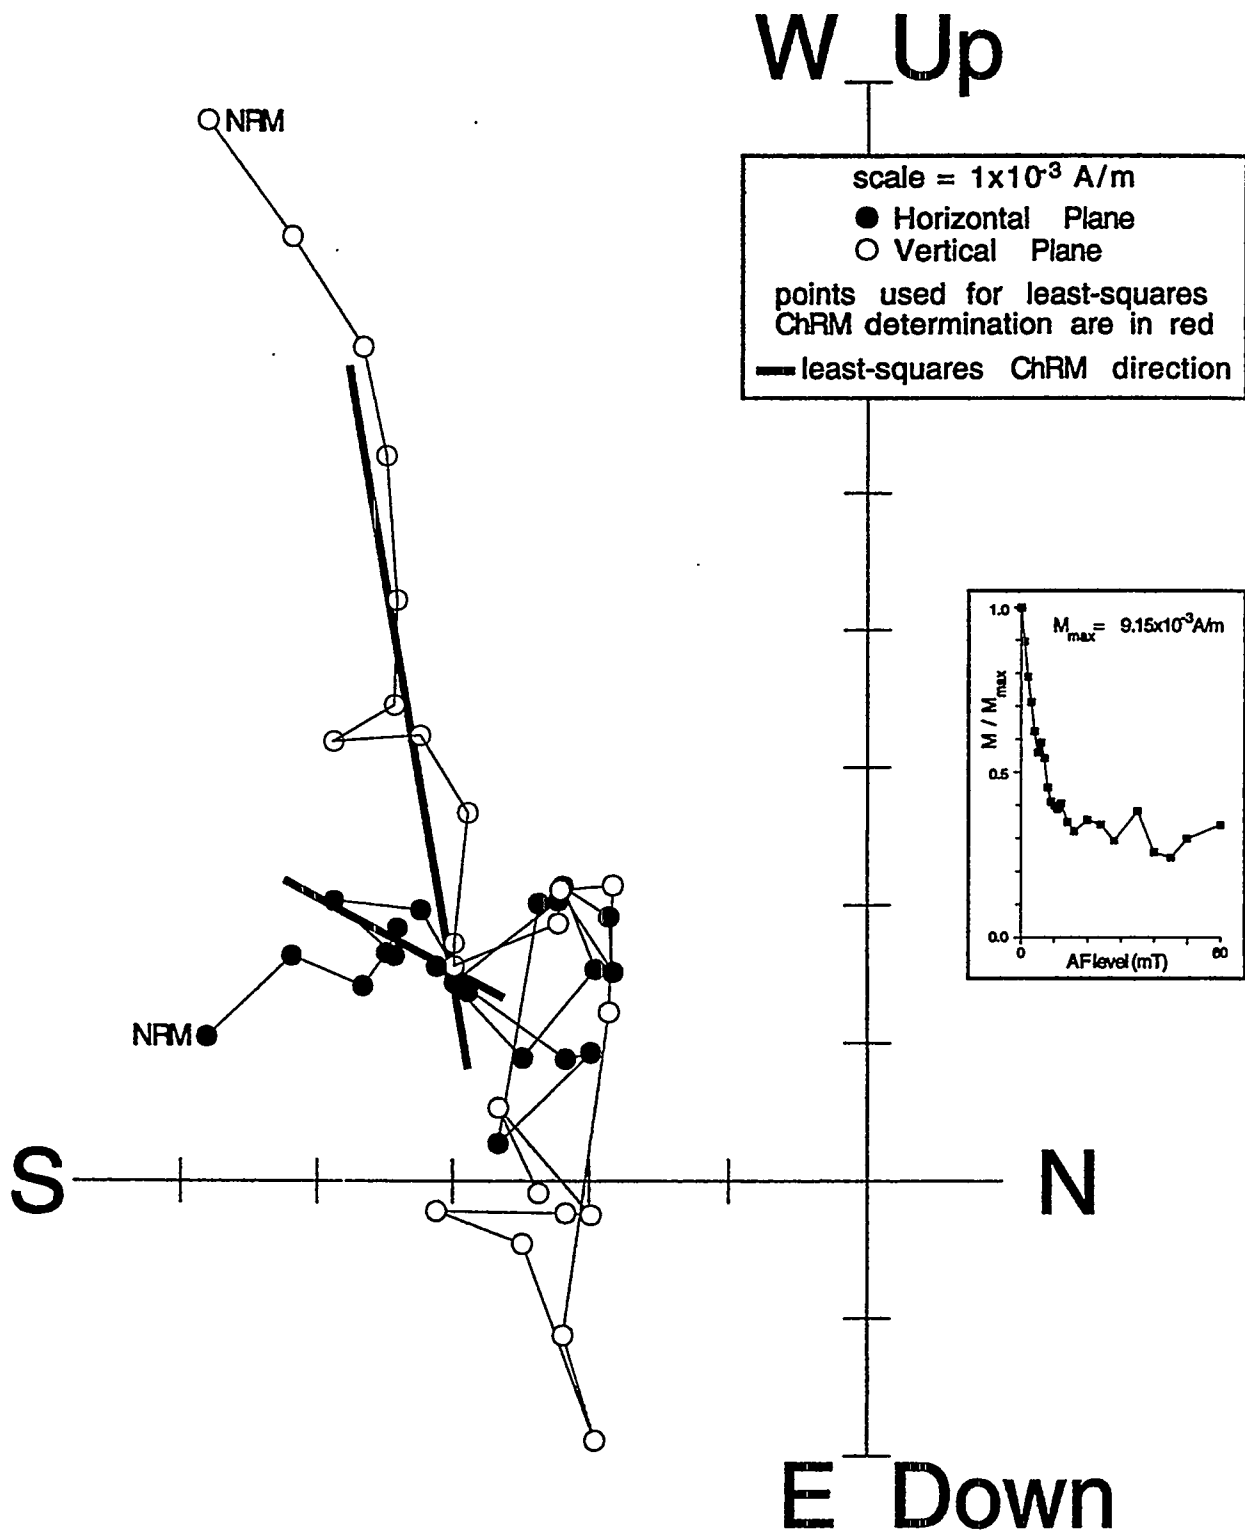 W Up
NRM
scale = 1x10⁻³ A/m
● Horizontal Plane
○ Vertical Plane
points used for least-squares
ChRM determination are in red
least-squares ChRM direction
1.0
M_max= 9.15x10⁻³A/m
M / M_max
0.5
0.0
0
60
AF level (mT)
NRM
S
N
E Down